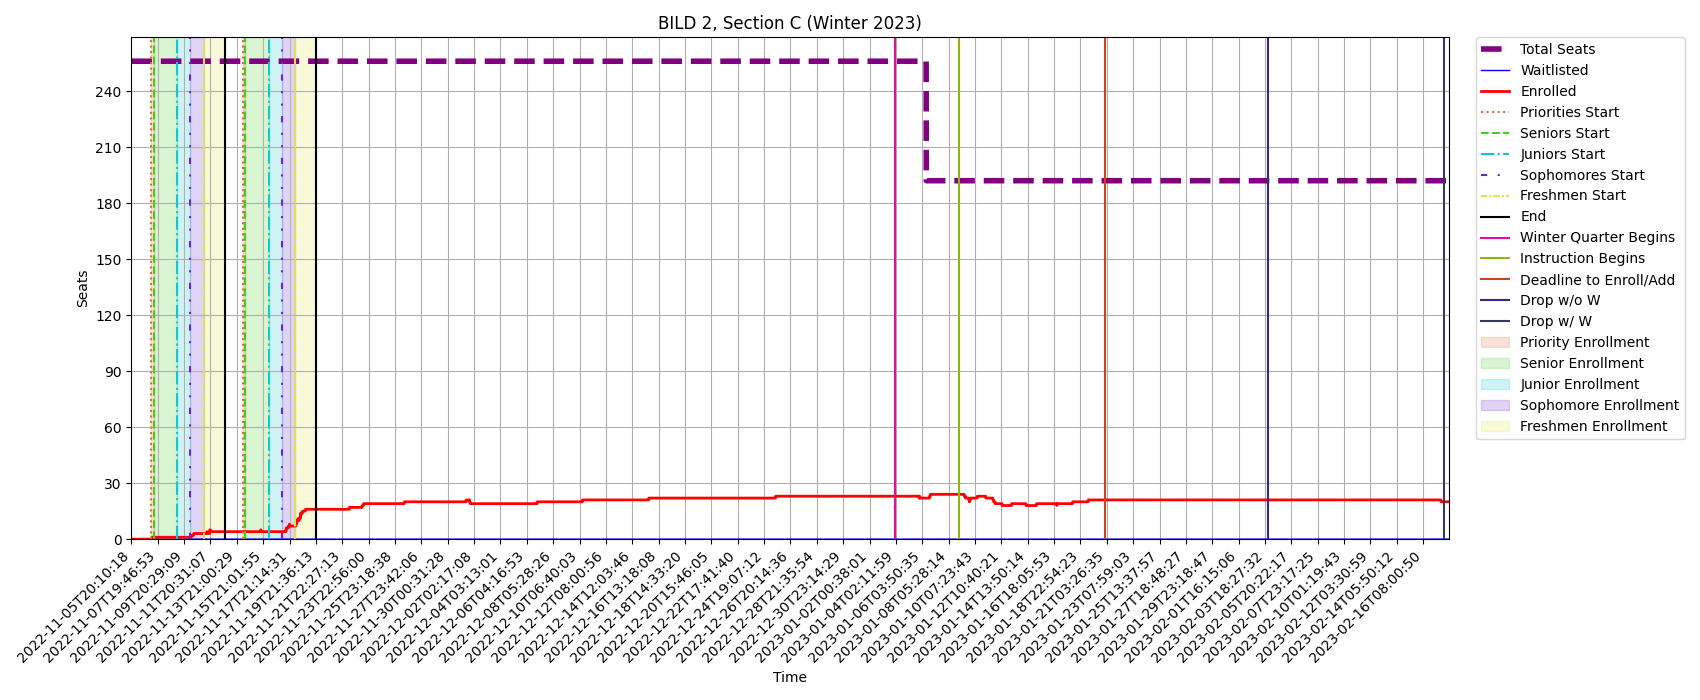 BILD 2, Section C (Winter 2023)
Seats
240
210
180
150
120
90
60
30
0
2022-11-05T20:10:18
2022-11-07T19:46:53
2022-11-09T20:29:09
2022-11-11T20:31:07
2022-11-13T21:00:29
2022-11-15T21:01:55
2022-11-17T21:14:31
2022-11-19T21:36:13
2022-11-21T22:27:13
2022-11-23T22:56:00
2022-11-25T23:18:38
2022-11-27T23:42:06
2022-11-30T00:31:28
2022-12-02T02:17:08
2022-12-04T03:13:01
2022-12-06T04:16:53
2022-12-08T05:28:26
2022-12-10T06:40:03
2022-12-12T08:00:56
2022-12-14T12:03:46
2022-12-16T13:18:08
2022-12-18T14:33:20
2022-12-20T15:46:05
2022-12-22T17:41:40
2022-12-24T19:07:12
2022-12-26T20:14:36
2022-12-28T21:35:54
2022-12-30T23:14:29
2023-01-02T00:38:01
2023-01-04T02:11:59
2023-01-06T03:50:35
2023-01-08T05:28:14
2023-01-10T07:23:43
2023-01-12T10:40:21
2023-01-14T13:50:14
2023-01-16T18:05:53
2023-01-18T22:54:23
2023-01-21T03:26:35
2023-01-23T07:59:03
2023-01-25T13:37:57
2023-01-27T18:48:27
2023-01-29T23:18:47
2023-02-01T16:15:06
2023-02-03T18:27:32
2023-02-05T20:22:17
2023-02-07T23:17:25
2023-02-10T01:19:43
2023-02-12T03:30:59
2023-02-14T05:50:12
2023-02-16T08:00:50
Time
Total Seats
Waitlisted
Enrolled
Priorities Start
Seniors Start
Juniors Start
Sophomores Start
Freshmen Start
End
Winter Quarter Begins
Instruction Begins
Deadline to Enroll/Add
Drop w/o W
Drop w/ W
Priority Enrollment
Senior Enrollment
Junior Enrollment
Sophomore Enrollment
Freshmen Enrollment